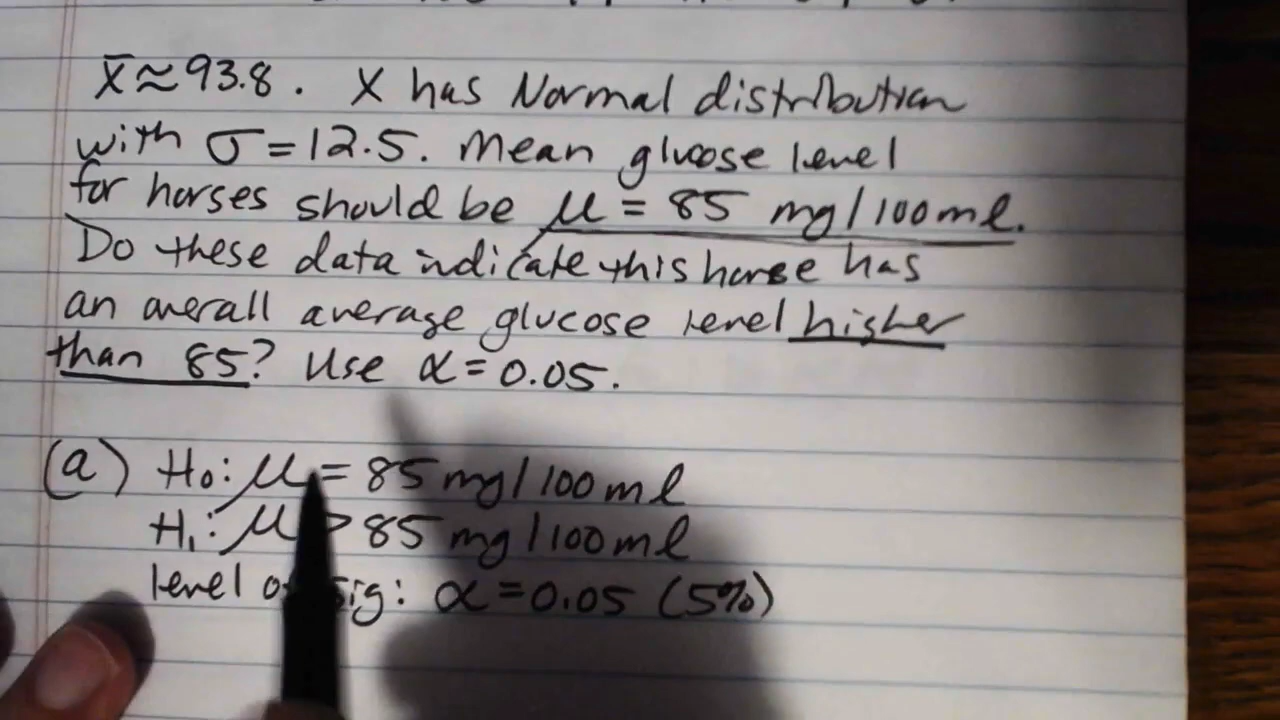 x̄ ≈ 93.8. X has Normal distribution
with σ = 12.5. Mean glucose level
for horses should be μ = 85 mg/100ml.
Do these data indicate this horse has
an overall average glucose level higher
than 85? Use α = 0.05.
(a) H₀: μ = 85 mg/100ml
H₁: μ > 85 mg/100ml
level of sig: α = 0.05 (5%)